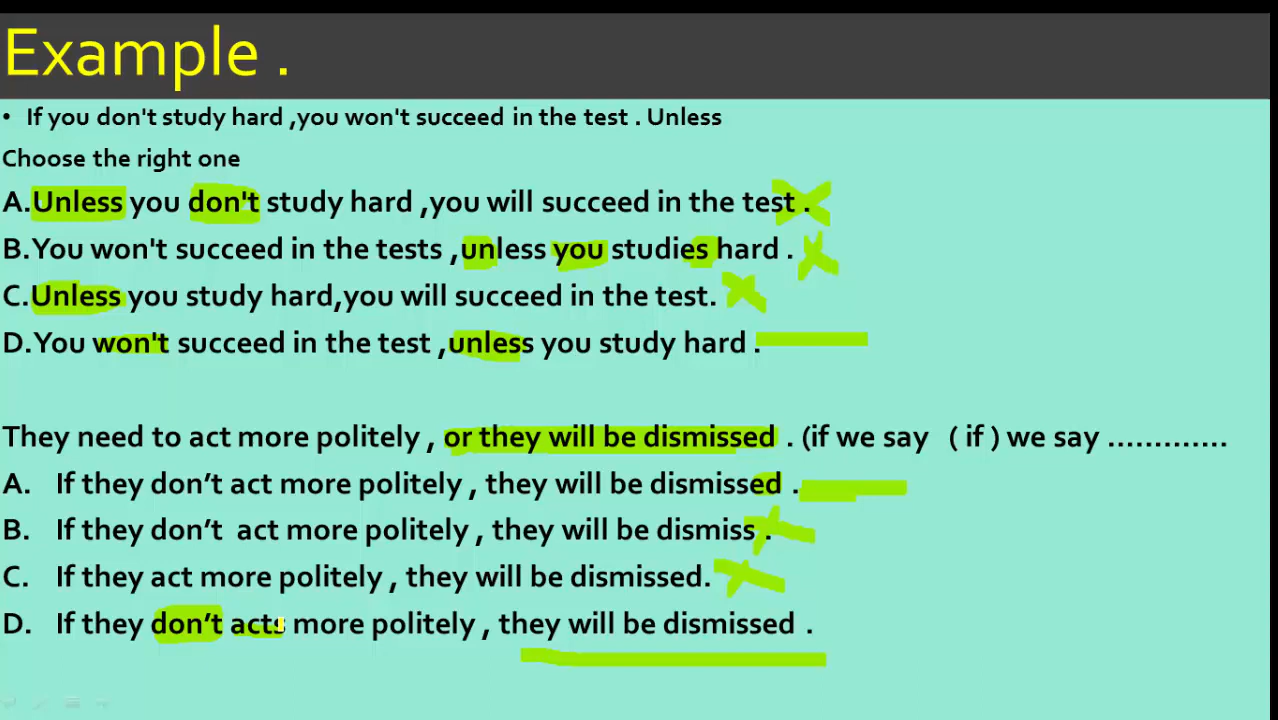 Example .
• If you don't study hard ,you won't succeed in the test . Unless
Choose the right one
A.Unless you don't study hard ,you will succeed in the test .
B.You won't succeed in the tests ,unless you studies hard .
C.Unless you study hard,you will succeed in the test.
D.You won't succeed in the test ,unless you study hard .
They need to act more politely , or they will be dismissed . (if we say ( if ) we say .............
A. If they don’t act more politely , they will be dismissed .
B. If they don’t act more politely , they will be dismiss .
C. If they act more politely , they will be dismissed.
D. If they don’t acts more politely , they will be dismissed .